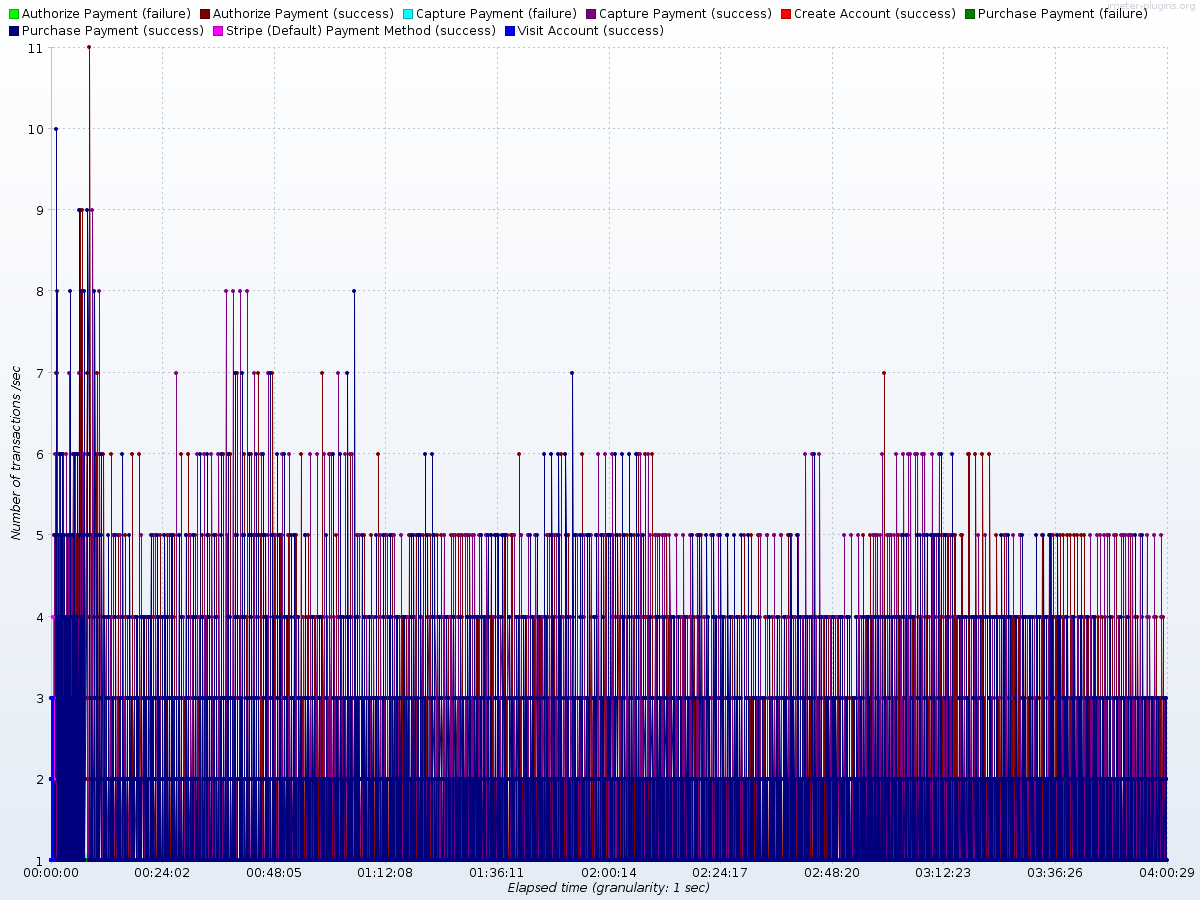 jmeter-plugins.org
Authorize Payment (failure) Authorize Payment (success) Capture Payment (failure) Capture Payment (success) Create Account (success) Purchase Payment (failure)
Purchase Payment (success) Stripe (Default) Payment Method (success) Visit Account (success)
11
10
9
8
7
6
5
4
3
2
1
Number of transactions /sec
00:00:00 00:24:02 00:48:05 01:12:08 01:36:11 02:00:14 02:24:17 02:48:20 03:12:23 03:36:26 04:00:29
Elapsed time (granularity: 1 sec)